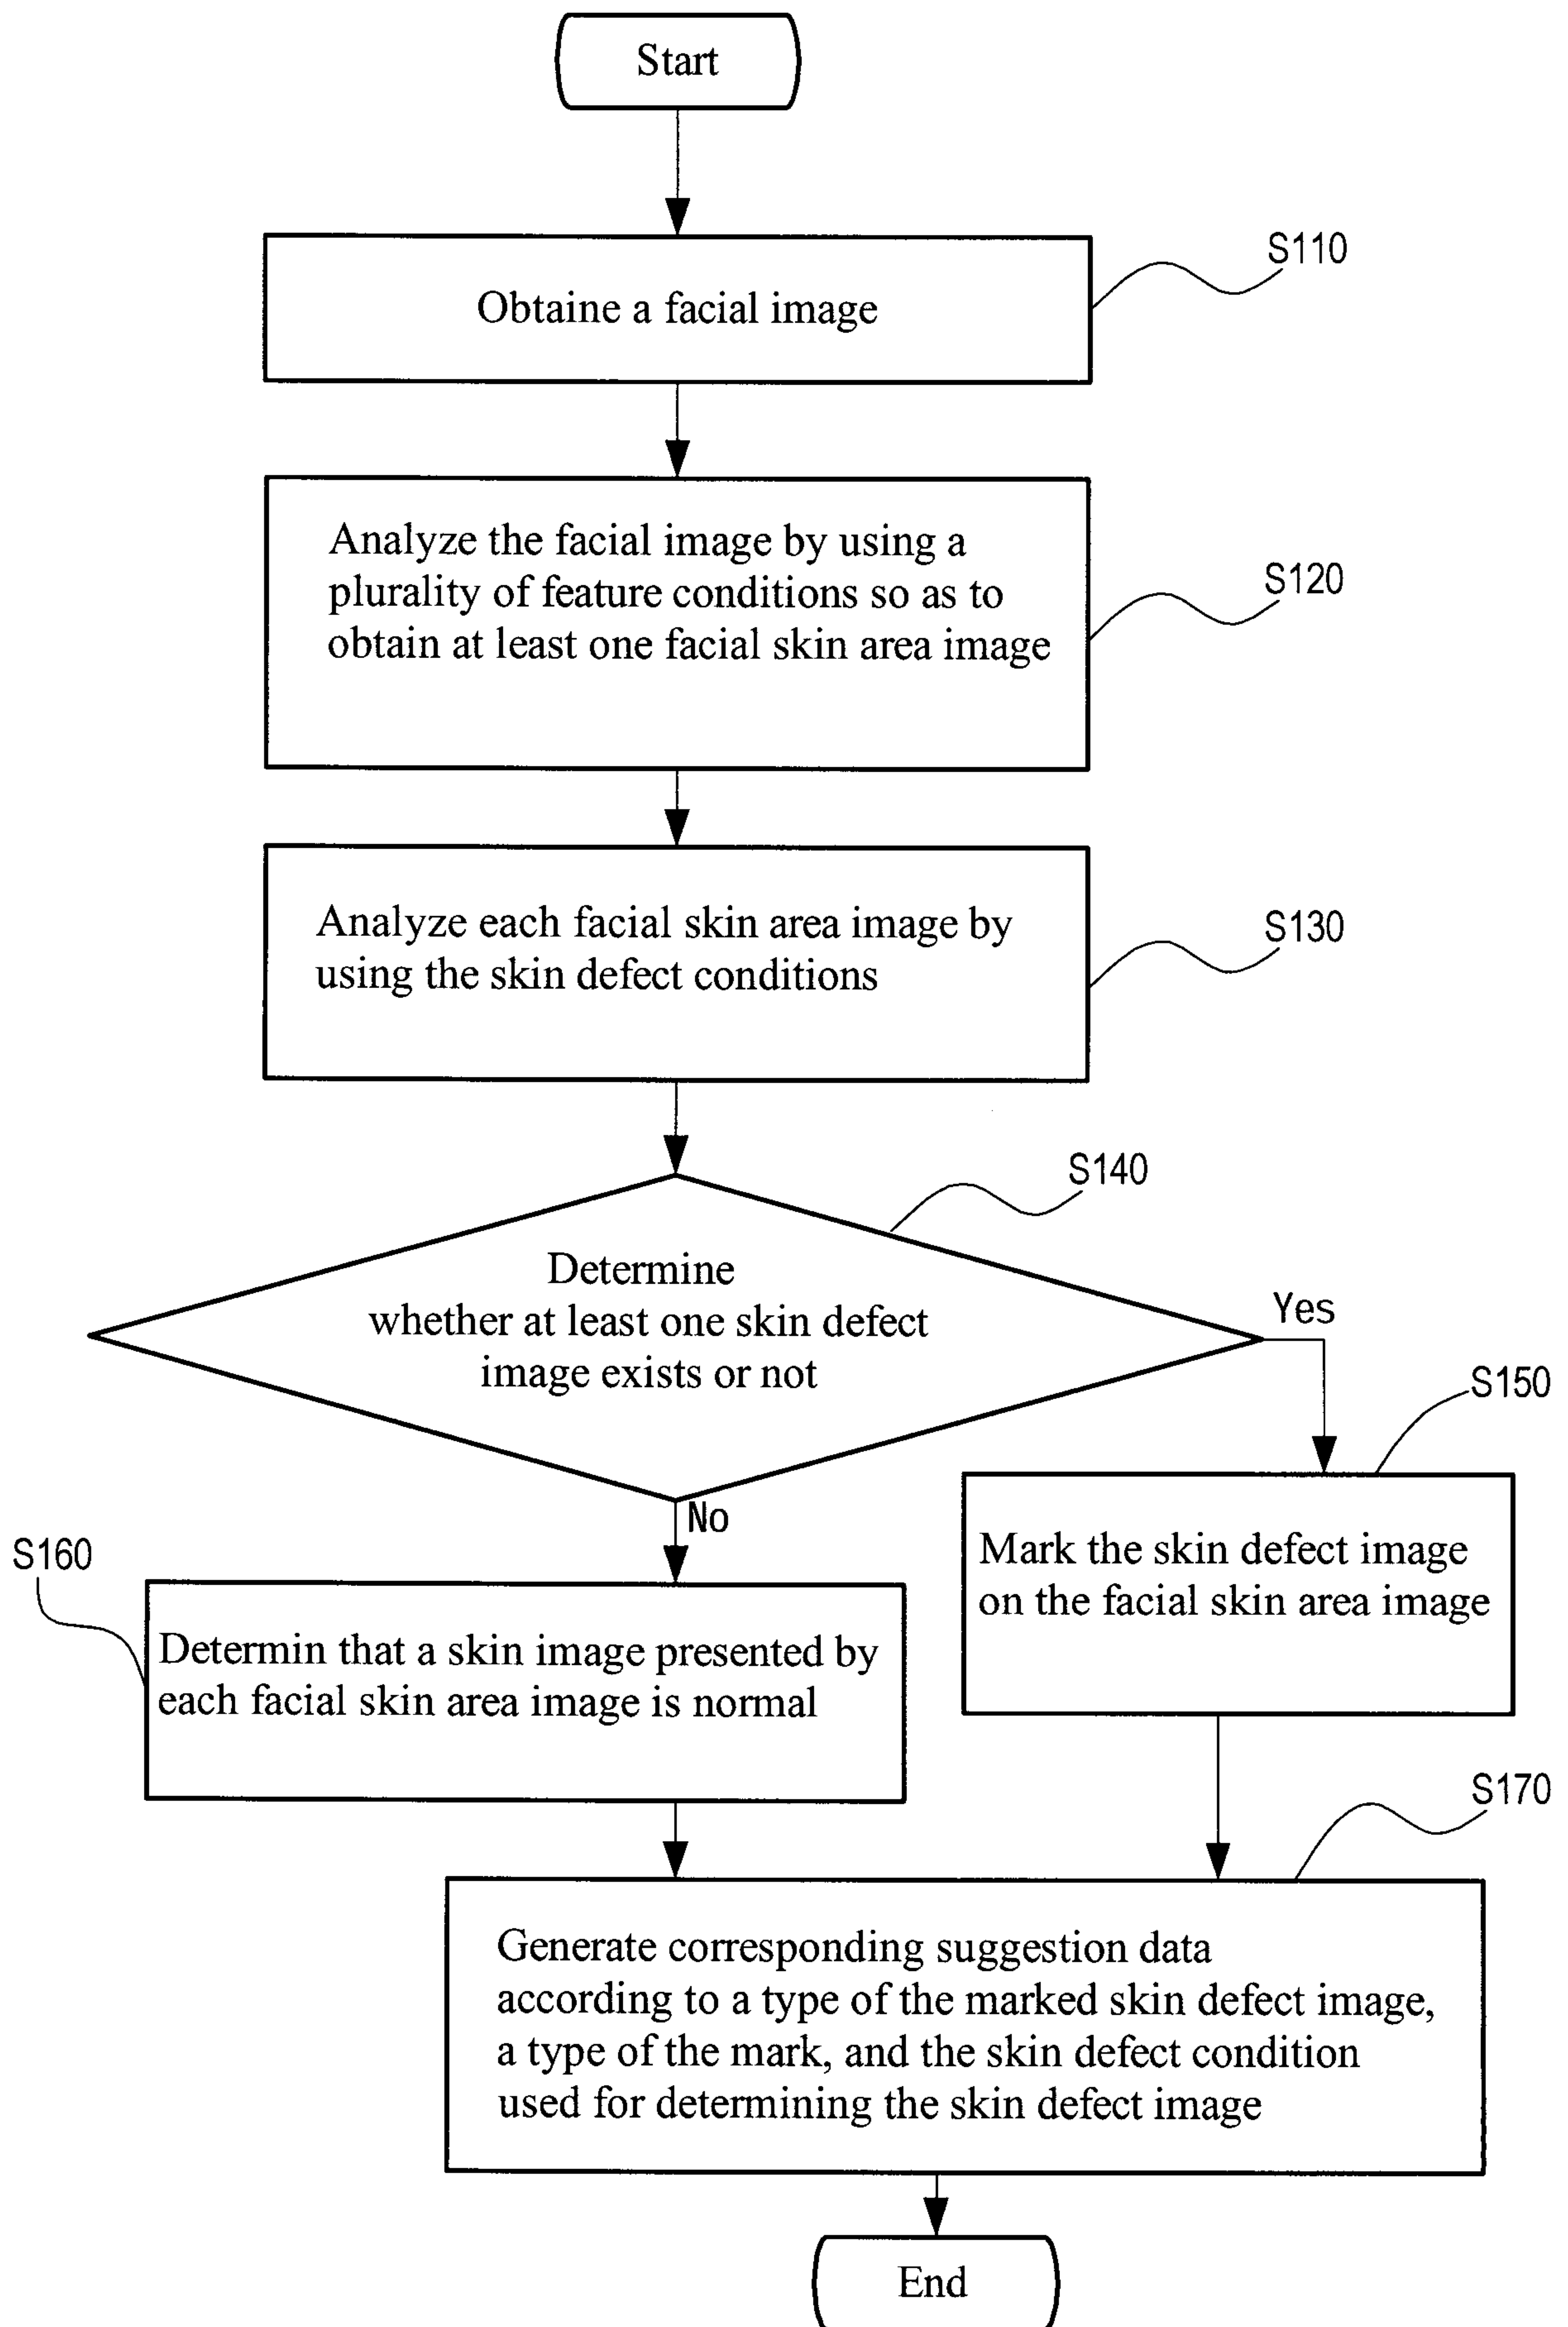 Start
S110
Obtaine a facial image
Analyze the facial image by using a
plurality of feature conditions so as to
obtain at least one facial skin area image
S120
Analyze each facial skin area image by
using the skin defect conditions
S130
S140
Determine
whether at least one skin defect
image exists or not
Yes
S150
No
Mark the skin defect image
on the facial skin area image
S160
Determin that a skin image presented by
each facial skin area image is normal
S170
Generate corresponding suggestion data
according to a type of the marked skin defect image,
a type of the mark, and the skin defect condition
used for determining the skin defect image
End